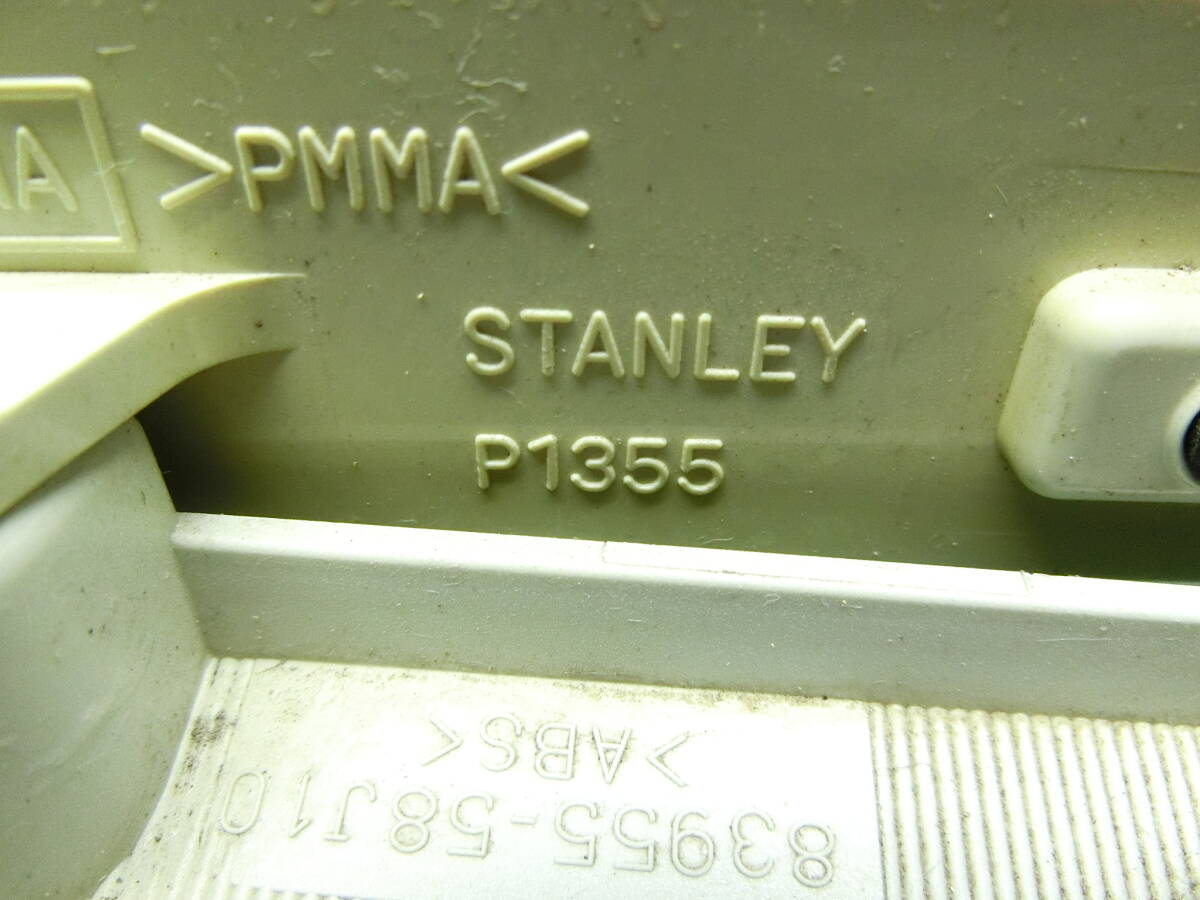 >PMMA<
STANLEY
P1355
>ABS<
83955-58J10